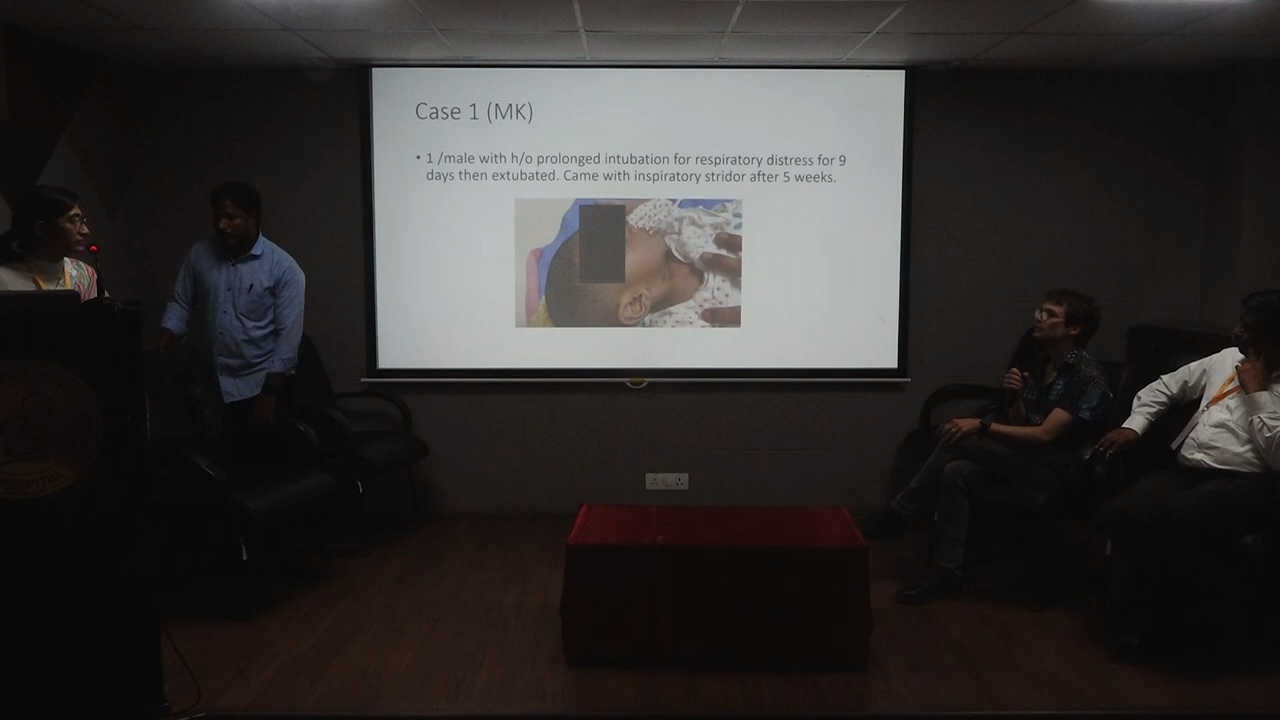 Case 1 (MK)
• 1 /male with h/o prolonged intubation for respiratory distress for 9
days then extubated. Came with inspiratory stridor after 5 weeks.
HOSPITAL